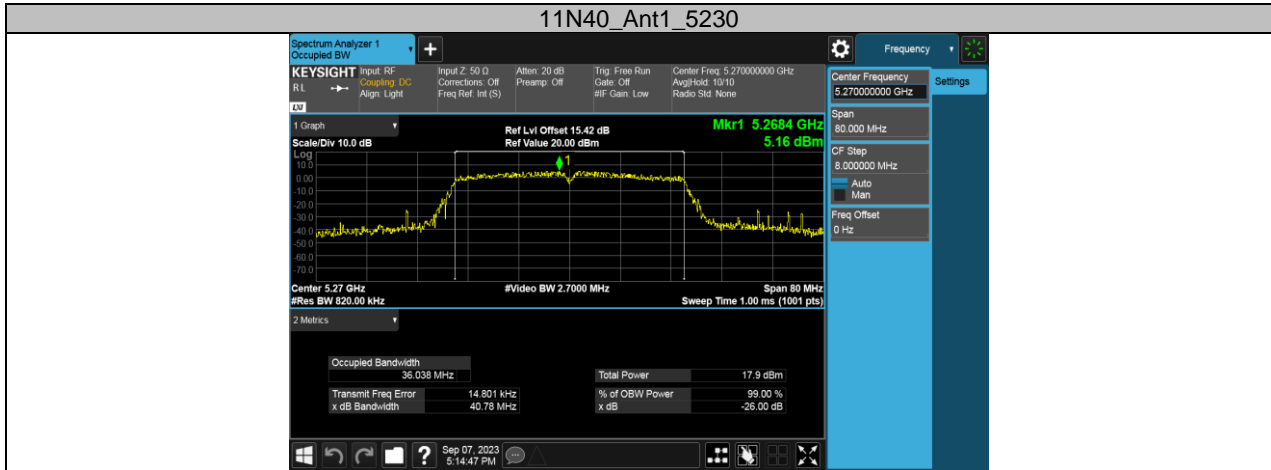 11N40_Ant1_5230
Spectrum Analyzer 1
Occupied BW
Frequency
KEYSIGHT
R L
LXI
Input: RF
Coupling: DC
Align: Light
Input Z: 50 Ω
Corrections: Off
Freq Ref: Int (S)
Atten: 20 dB
Preamp: Off
Trig: Free Run
Gate: Off
#IF Gain: Low
Center Freq: 5.270000000 GHz
Avg|Hold: 10/10
Radio Std: None
Center Frequency
5.270000000 GHz
Settings
Span
80.000 MHz
CF Step
8.000000 MHz
Auto
Man
Freq Offset
0 Hz
1 Graph
Scale/Div 10.0 dB
Ref Lvl Offset 15.42 dB
Ref Value 20.00 dBm
Mkr1 5.2684 GHz
5.16 dBm
Log
10.0
0.00
-10.0
-20.0
-30.0
-40.0
-50.0
-60.0
-70.0
1
Center 5.27 GHz
#Res BW 820.00 kHz
#Video BW 2.7000 MHz
Span 80 MHz
Sweep Time 1.00 ms (1001 pts)
2 Metrics
Occupied Bandwidth
36.038 MHz
Total Power 17.9 dBm
Transmit Freq Error 14.801 kHz
% of OBW Power 99.00 %
x dB Bandwidth 40.78 MHz
x dB -26.00 dB
?
Sep 07, 2023
5:14:47 PM